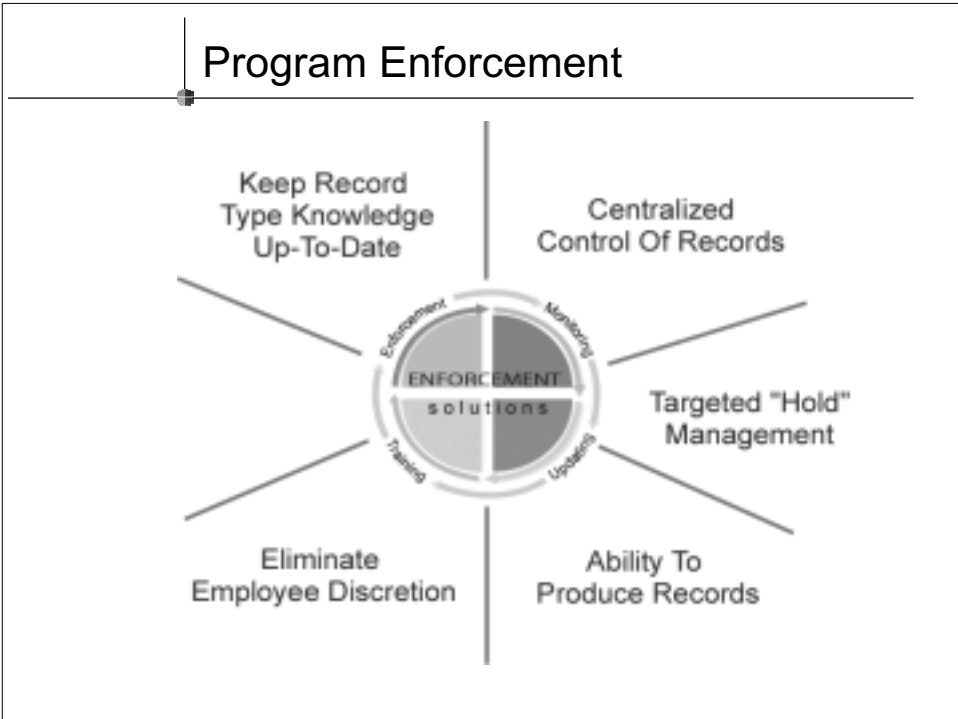 Program Enforcement
Keep Record
Type Knowledge
Up-To-Date
Centralized
Control Of Records
Enforcement
Monitoring
ENFORCEMENT
solutions
Training
Updating
Targeted "Hold"
Management
Eliminate
Employee Discretion
Ability To
Produce Records